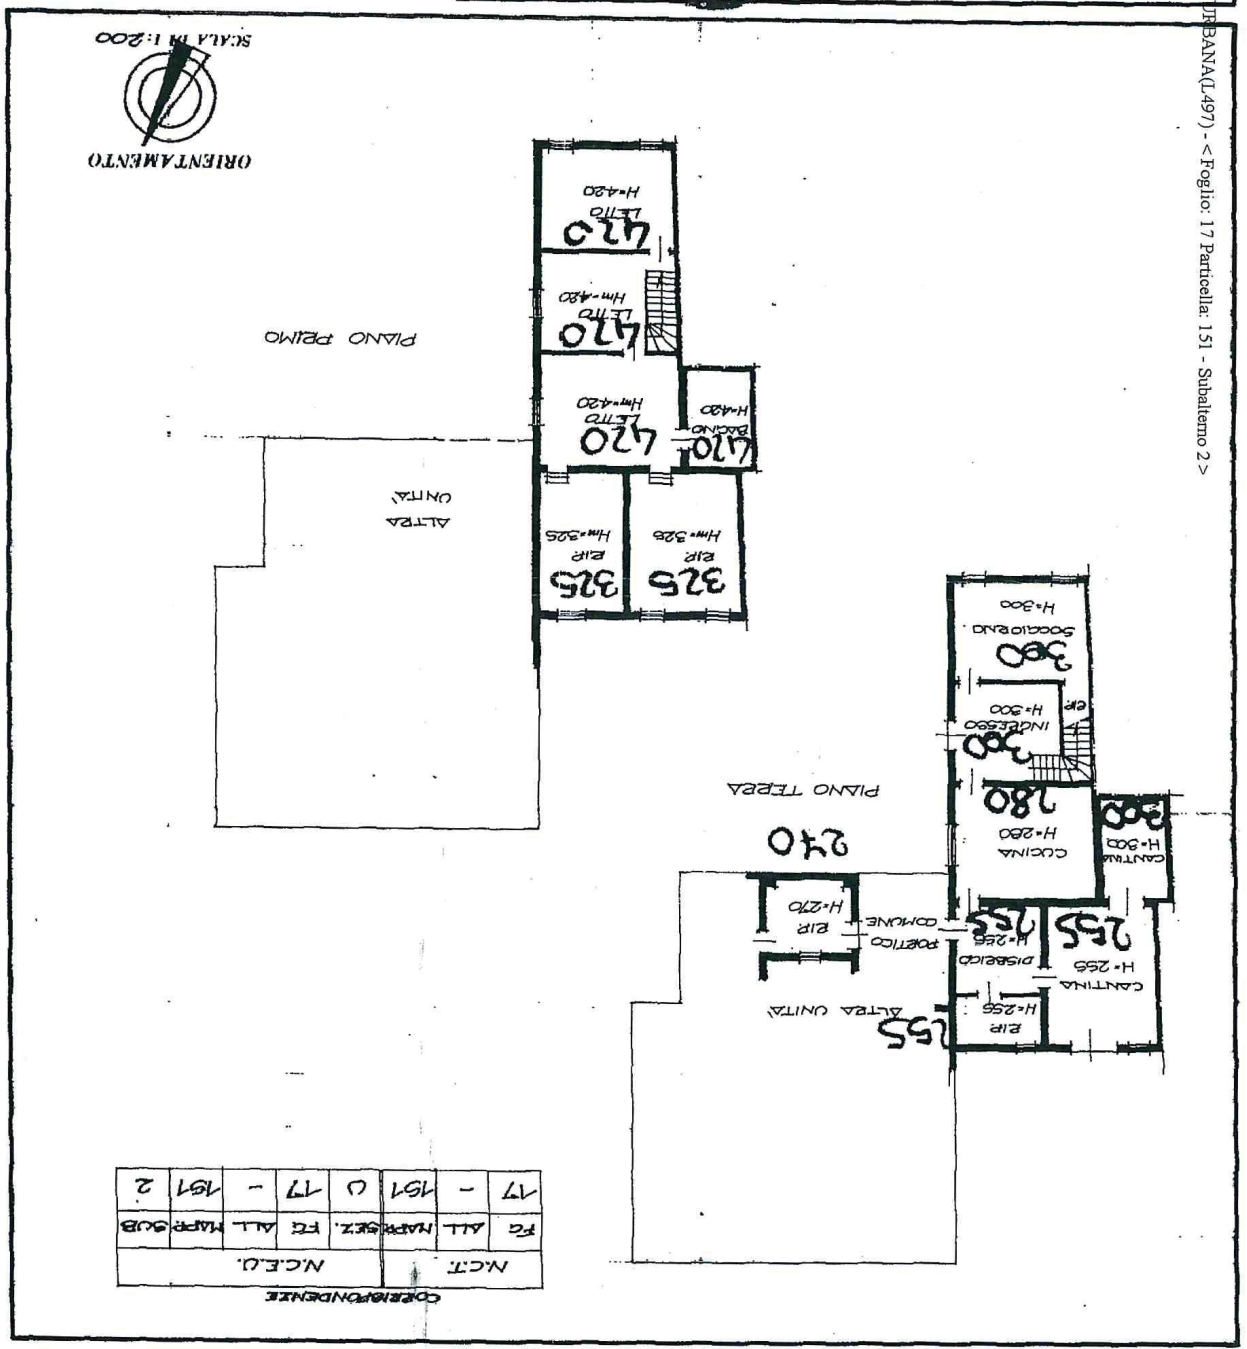 CORRISPONDENZE
N.C.T. N.C.E.U.
FG ALL MAPP. SEZ. FG ALL MAPP. SUB
17 - 151 U 17 - 151 2
255
ALTRA UNITA'
RIP.
H=270
PORTICO
COMUNE
270
PIANO TERRA
RIP.
H=255
CANTINA
H=255
255
DISBRIGO
H=255
255
CANTINA
H=300
300
CUCINA
H=280
280
300
INGRESSO
H=300
RIP.
300
SOGGIORNO
H=300
325
RIP.
Hm=325
325
RIP.
Hm=325
ALTRA
UNITA'
420
BAGNO
H=420
420
LETTO
Hm=420
PIANO PRIMO
420
LETTO
Hm=420
420
LETTO
H=420
ORIENTAMENTO
SCALA DI 1:200
URBANA(L497) - < Foglio: 17 Particella: 151 - Subalterno 2 >